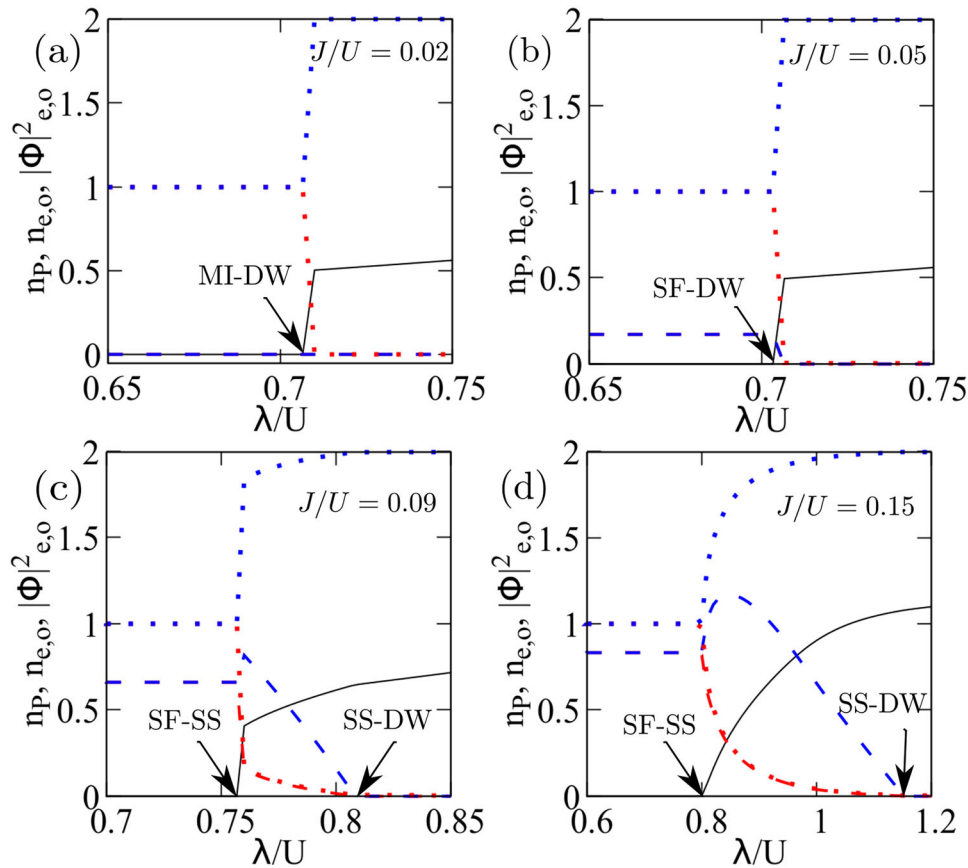 (a)
J/U = 0.02
n_P, n_e,o, |Φ|²_e,o
2
1.5
1
0.5
0
MI-DW
0.65
0.7
0.75
λ/U
(b)
J/U = 0.05
n_P, n_e,o, |Φ|²_e,o
2
1.5
1
0.5
0
SF-DW
0.65
0.7
0.75
λ/U
(c)
J/U = 0.09
n_P, n_e,o, |Φ|²_e,o
2
1.5
1
0.5
0
SF-SS
SS-DW
0.7
0.75
0.8
0.85
λ/U
(d)
J/U = 0.15
n_P, n_e,o, |Φ|²_e,o
2
1.5
1
0.5
0
SF-SS
SS-DW
0.6
0.8
1
1.2
λ/U